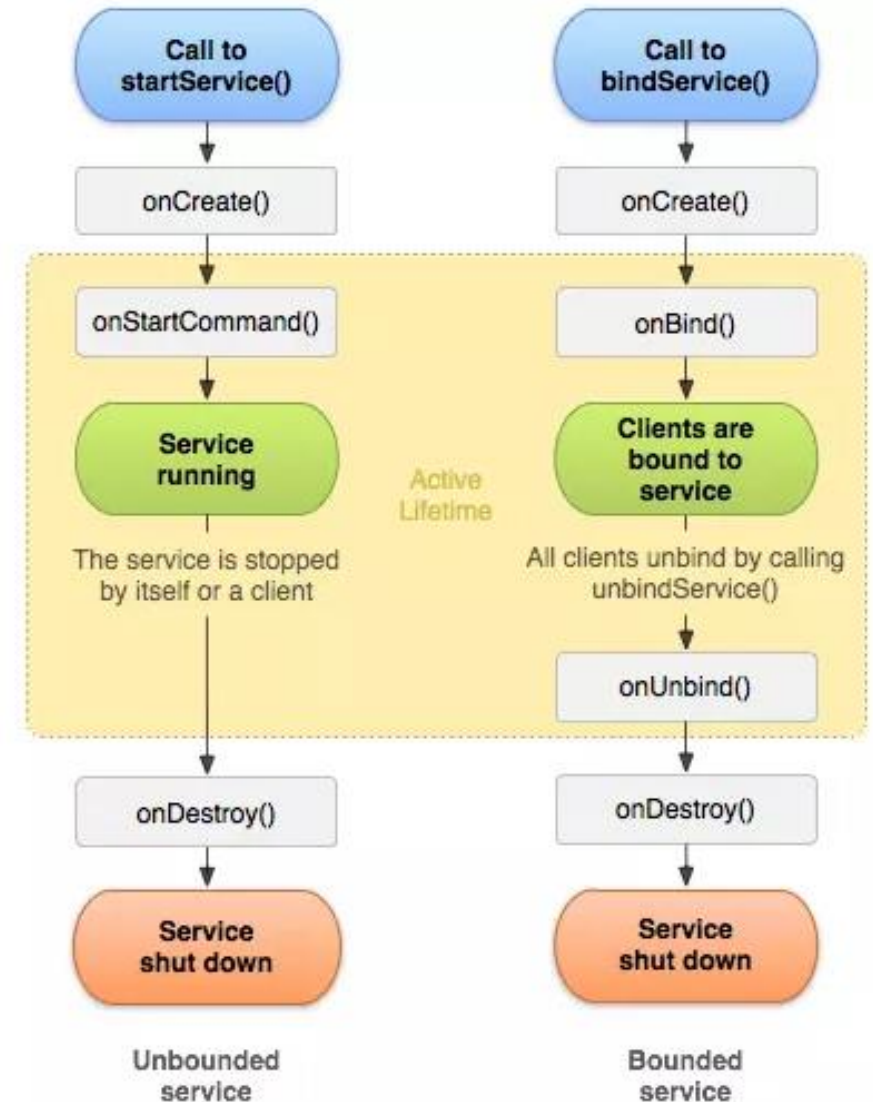 Call to
startService()
onCreate()
onStartCommand()
Service
running
The service is stopped
by itself or a client
onDestroy()
Service
shut down
Unbounded
service
Active
Lifetime
Call to
bindService()
onCreate()
onBind()
Clients are
bound to
service
All clients unbind by calling
unbindService()
onUnbind()
onDestroy()
Service
shut down
Bounded
service